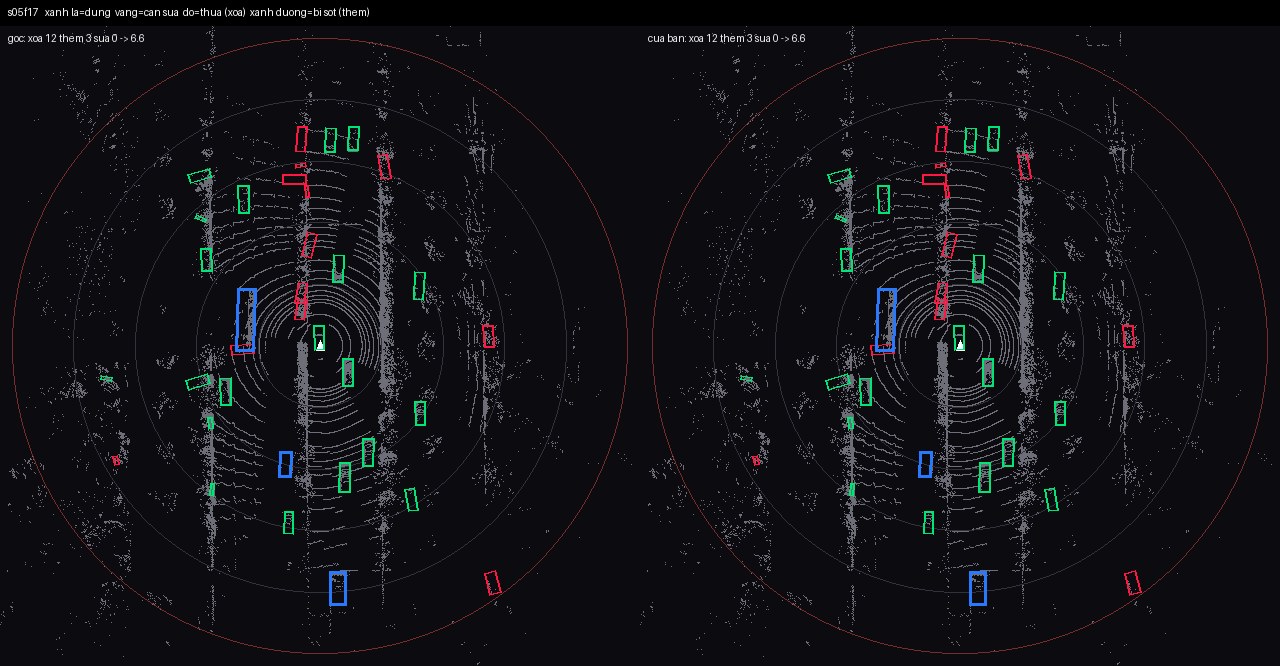 s05f17 xanh la=dung vang=can sua do=thua (xoa) xanh duong=bi sot (them)
goc: xoa 12 them 3 sua 0 -> 6.6
cua ban: xoa 12 them 3 sua 0 -> 6.6